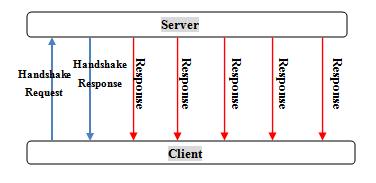 Server
Handshake
Request
Handshake
Response
Response
Response
Response
Response
Response
Client